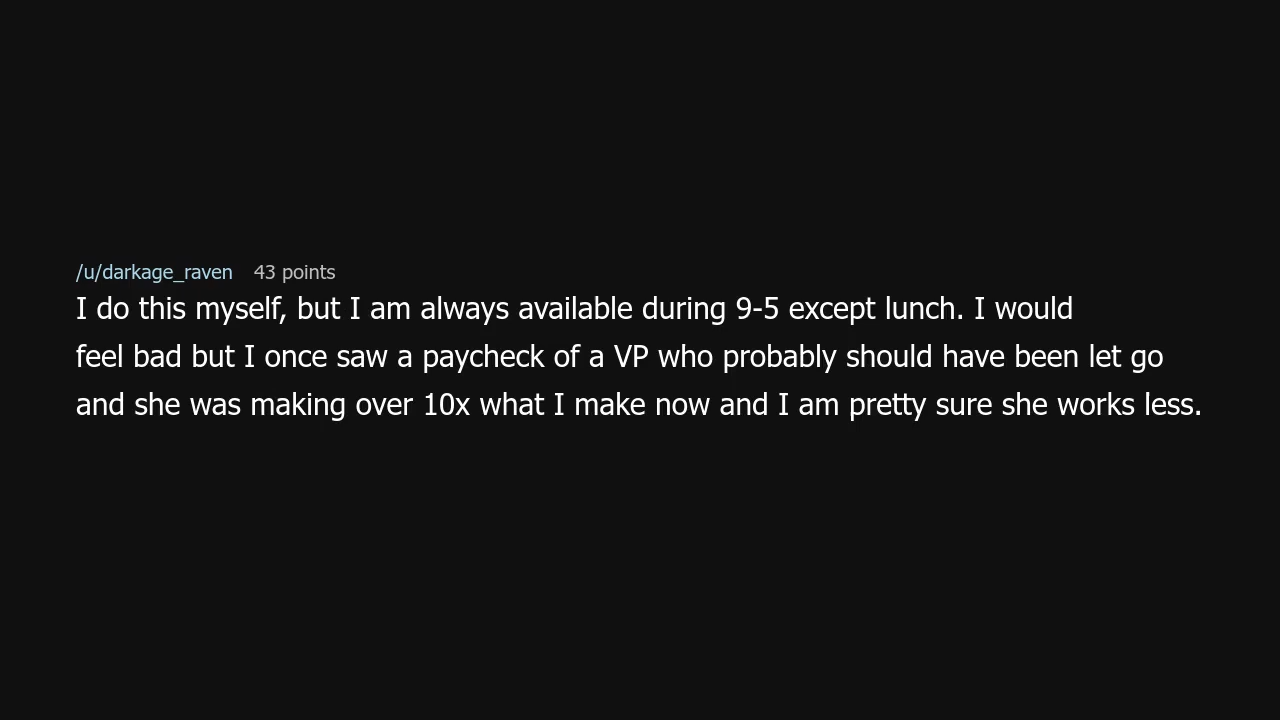 /u/darkage_raven 43 points
I do this myself, but I am always available during 9-5 except lunch. I would
feel bad but I once saw a paycheck of a VP who probably should have been let go
and she was making over 10x what I make now and I am pretty sure she works less.